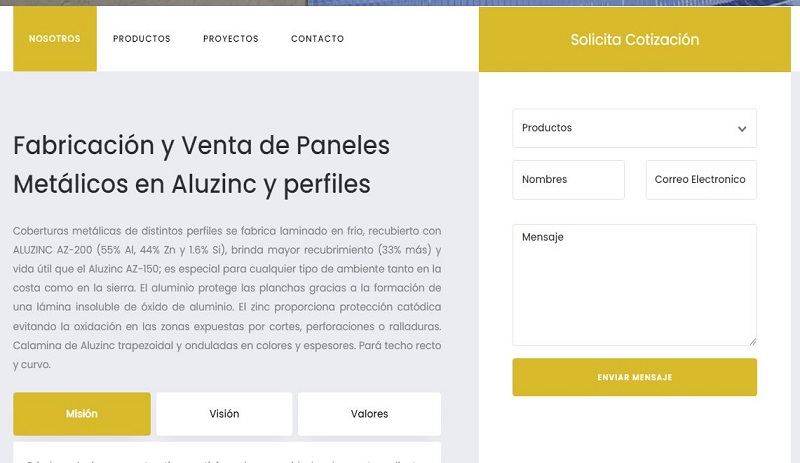 NOSOTROS
PRODUCTOS
PROYECTOS
CONTACTO
Solicita Cotización
Fabricación y Venta de Paneles
Metálicos en Aluzinc y perfiles
Coberturas metálicas de distintos perfiles se fabrica laminado en frio, recubierto con
ALUZINC AZ-200 (55% Al, 44% Zn y 1.6% Si), brinda mayor recubrimiento (33% más) y
vida útil que el Aluzinc AZ-150; es especial para cualquier tipo de ambiente tanto en la
costa como en la sierra. El aluminio protege las planchas gracias a la formación de
una lámina insoluble de óxido de aluminio. El zinc proporciona protección catódica
evitando la oxidación en las zonas expuestas por cortes, perforaciones o ralladuras.
Calamina de Aluzinc trapezoidal y onduladas en colores y espesores. Pará techo recto
y curvo.
Misión
Visión
Valores
Productos
Nombres
Correo Electronico
Mensaje
ENVIAR MENSAJE